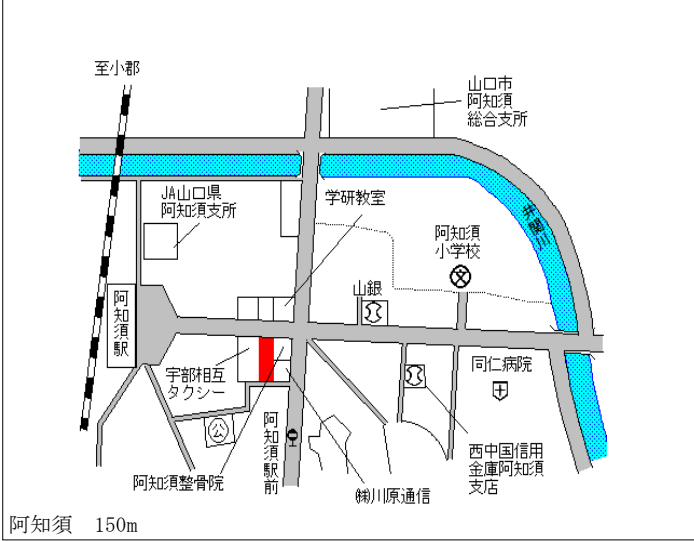 至小郡
山口市
阿知須
総合支所
JA山口県
阿知須支所
学研教室
井関川
阿知須
小学校
山銀
阿知須駅
宇部相互
タクシー
同仁病院
公
阿知須駅前
西中国信用
金庫阿知須
支店
阿知須整骨院
㈱川原通信
阿知須　150m